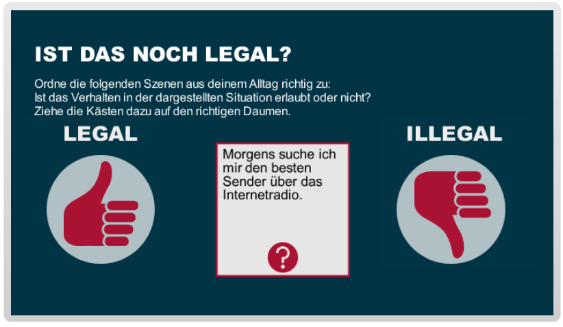 IST DAS NOCH LEGAL?
Ordne die folgenden Szenen aus deinem Alltag richtig zu:
Ist das Verhalten in der dargestellten Situation erlaubt oder nicht?
Ziehe die Kästen dazu auf den richtigen Daumen.
LEGAL
ILLEGAL
Morgens suche ich
mir den besten
Sender über das
Internetradio.
?